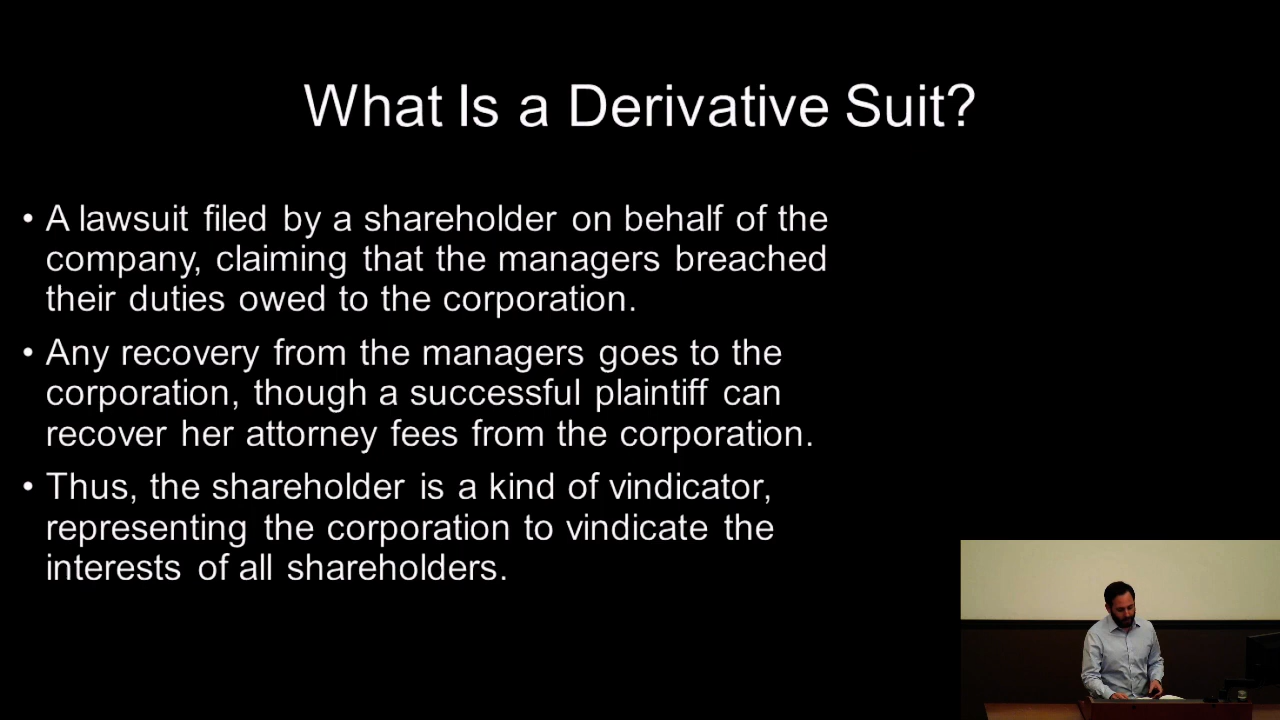 What Is a Derivative Suit?
• A lawsuit filed by a shareholder on behalf of the
company, claiming that the managers breached
their duties owed to the corporation.
• Any recovery from the managers goes to the
corporation, though a successful plaintiff can
recover her attorney fees from the corporation.
• Thus, the shareholder is a kind of vindicator,
representing the corporation to vindicate the
interests of all shareholders.